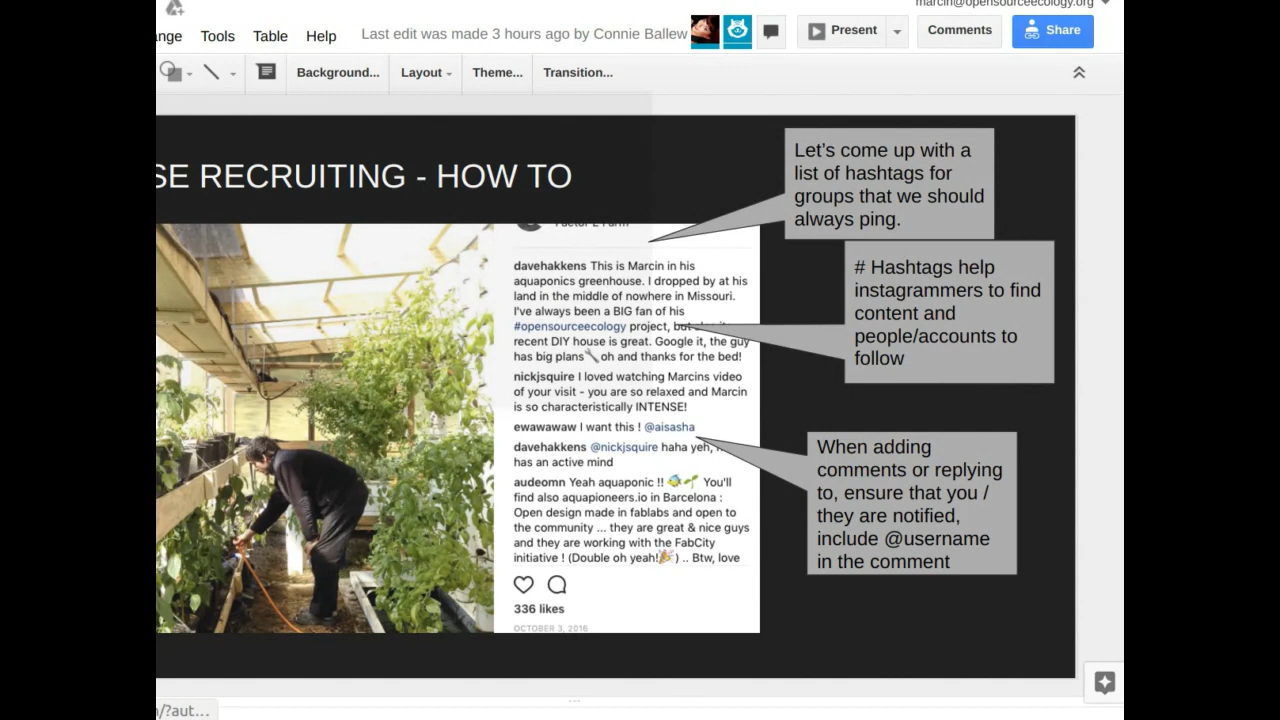 marcin@opensourceecology.org
nge Tools Table Help Last edit was made 3 hours ago by Connie Ballew Present Comments Share
Background... Layout Theme... Transition...
SE RECRUITING - HOW TO
Let's come up with a
list of hashtags for
groups that we should
always ping.
# Hashtags help
instagrammers to find
content and
people/accounts to
follow
When adding
comments or replying
to, ensure that you /
they are notified,
include @username
in the comment
davehakkens This is Marcin in his
aquaponics greenhouse. I dropped by at his
land in the middle of nowhere in Missouri.
I've always been a BIG fan of his
#opensourceecology project, but
recent DIY house is great. Google it, the guy
has big plans🔧oh and thanks for the bed!
nickjsquire I loved watching Marcins video
of your visit - you are so relaxed and Marcin
is so characteristically INTENSE!
ewawawaw I want this ! @aisasha
davehakkens @nickjsquire haha yeh,
has an active mind
audeomn Yeah aquaponic !! 🐠🌱 You'll
find also aquapioneers.io in Barcelona :
Open design made in fablabs and open to
the community ... they are great & nice guys
and they are working with the FabCity
initiative ! (Double oh yeah!🎉) .. Btw, love
336 likes
OCTOBER 3, 2016
/?aut...